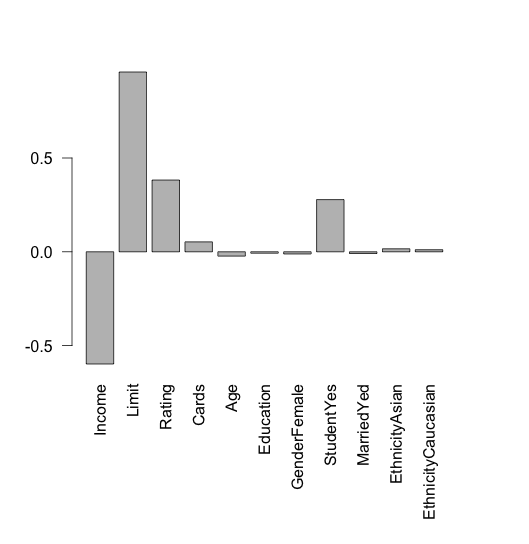 0.5
0.0
-0.5
Income
Limit
Rating
Cards
Age
Education
GenderFemale
StudentYes
MarriedYed
EthnicityAsian
EthnicityCaucasian